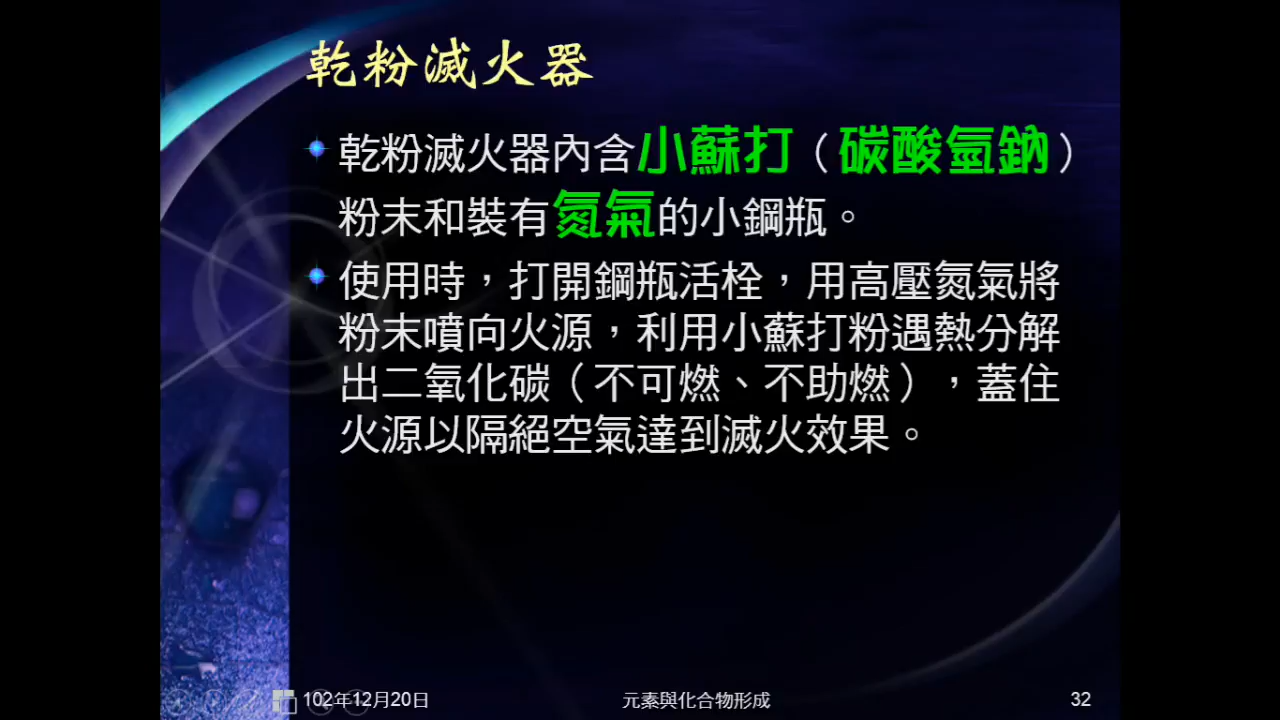 乾粉滅火器
乾粉滅火器內含小蘇打（碳酸氫鈉）
粉末和裝有氮氣的小鋼瓶。
使用時，打開鋼瓶活栓，用高壓氮氣將
粉末噴向火源，利用小蘇打粉遇熱分解
出二氧化碳（不可燃、不助燃），蓋住
火源以隔絕空氣達到滅火效果。
102年12月20日
元素與化合物形成
32